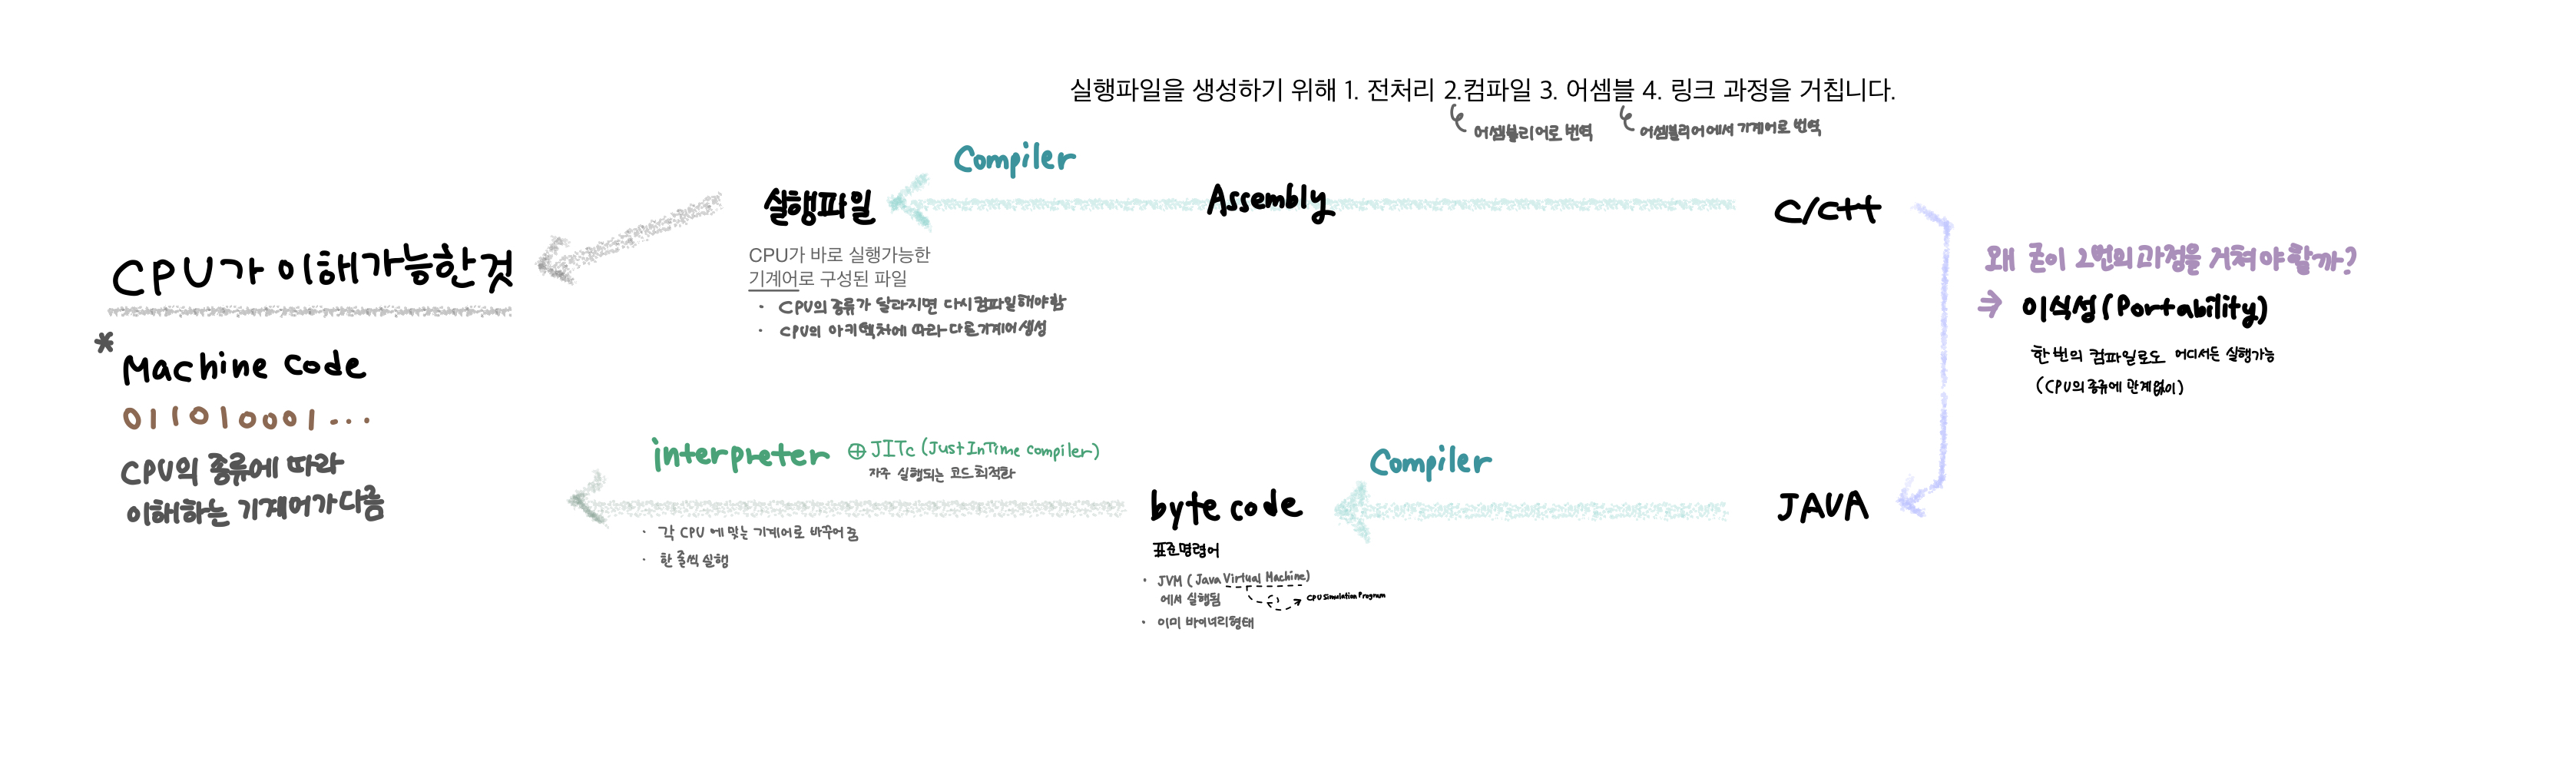 실행파일을 생성하기 위해 1. 전처리 2.컴파일 3. 어셈블 4. 링크 과정을 거칩니다.
어셈블리어로 번역
어셈블리어에서 기계어로 번역
Compiler
실행파일
Assembly
C/C++
CPU가 바로 실행가능한
기계어로 구성된 파일
· CPU의 종류가 달라지면 다시 컴파일해야함
· CPU의 아키텍처에 따라 다른 기계어 생성
CPU가 이해가능한 것
* Machine Code
011010001...
CPU의 종류에 따라
이해하는 기계어가 다름
왜 굳이 2번의 과정을 거쳐야 할까?
⇒ 이식성 (Portability)
한 번의 컴파일로도 어디서든 실행가능
(CPU의 종류에 관계없이)
interpreter ⊕ JITc (Just In Time compiler)
자주 실행되는 코드 최적화
· 각 CPU에 맞는 기계어로 바꾸어 줌
· 한 줄씩 실행
Compiler
byte code
JAVA
표준명령어
· JVM (Java Virtual Machine)
에서 실행됨
CPU Simulation Program
· 이미 바이너리형태